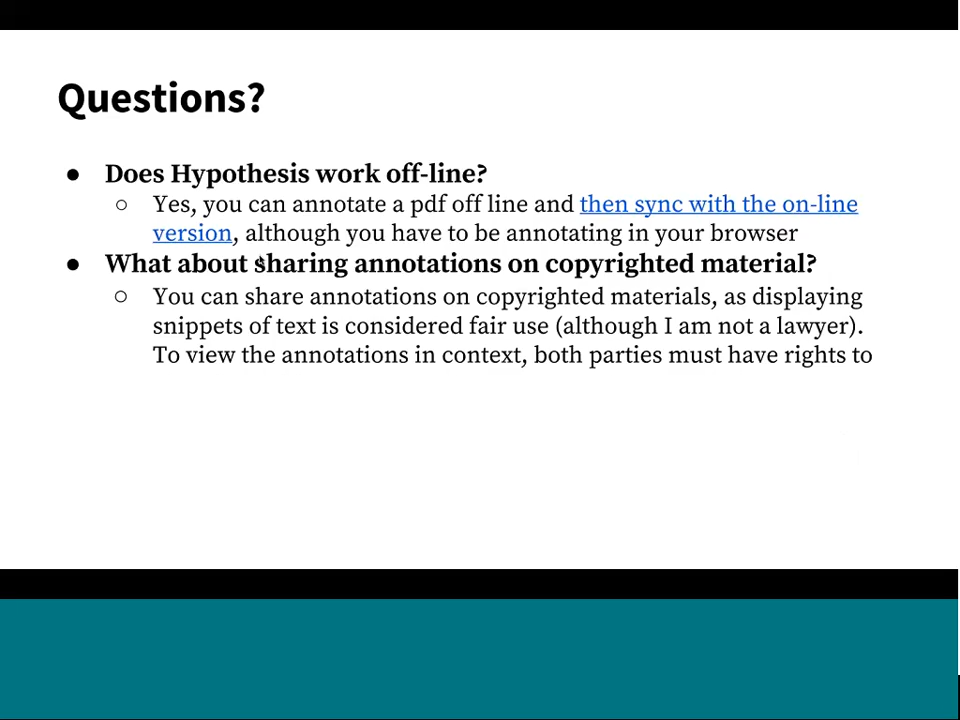 Questions?
● Does Hypothesis work off-line?
○ Yes, you can annotate a pdf off line and then sync with the on-line
version, although you have to be annotating in your browser
● What about sharing annotations on copyrighted material?
○ You can share annotations on copyrighted materials, as displaying
snippets of text is considered fair use (although I am not a lawyer).
To view the annotations in context, both parties must have rights to